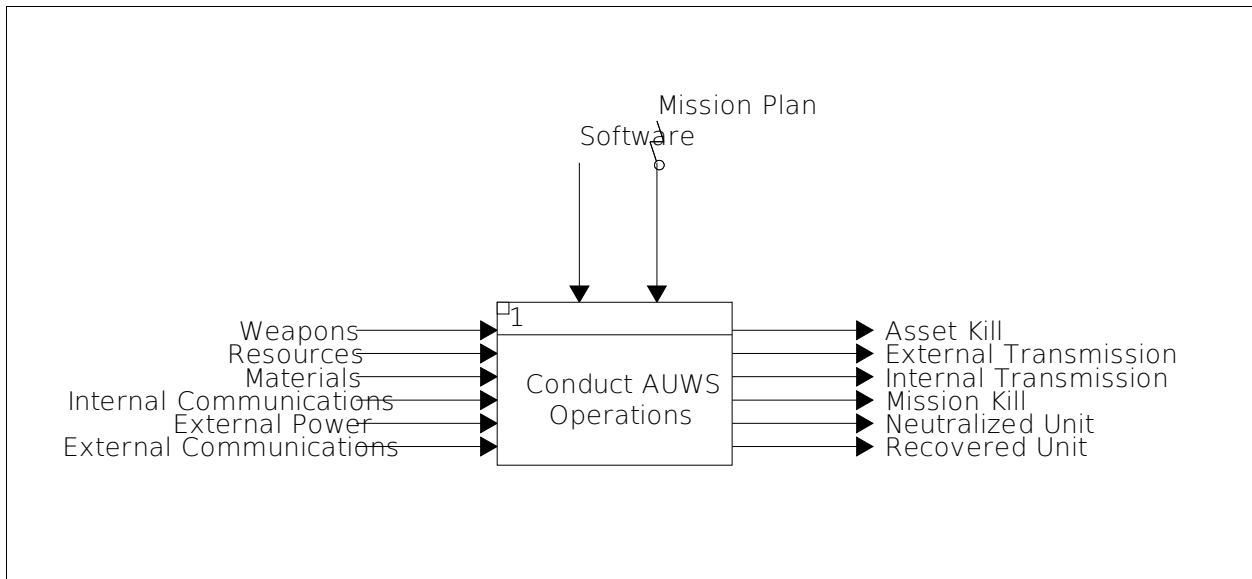 Mission Plan
Software
1
Weapons
Resources
Materials
Internal Communications
External Power
External Communications
Conduct AUWS
Operations
Asset Kill
External Transmission
Internal Transmission
Mission Kill
Neutralized Unit
Recovered Unit